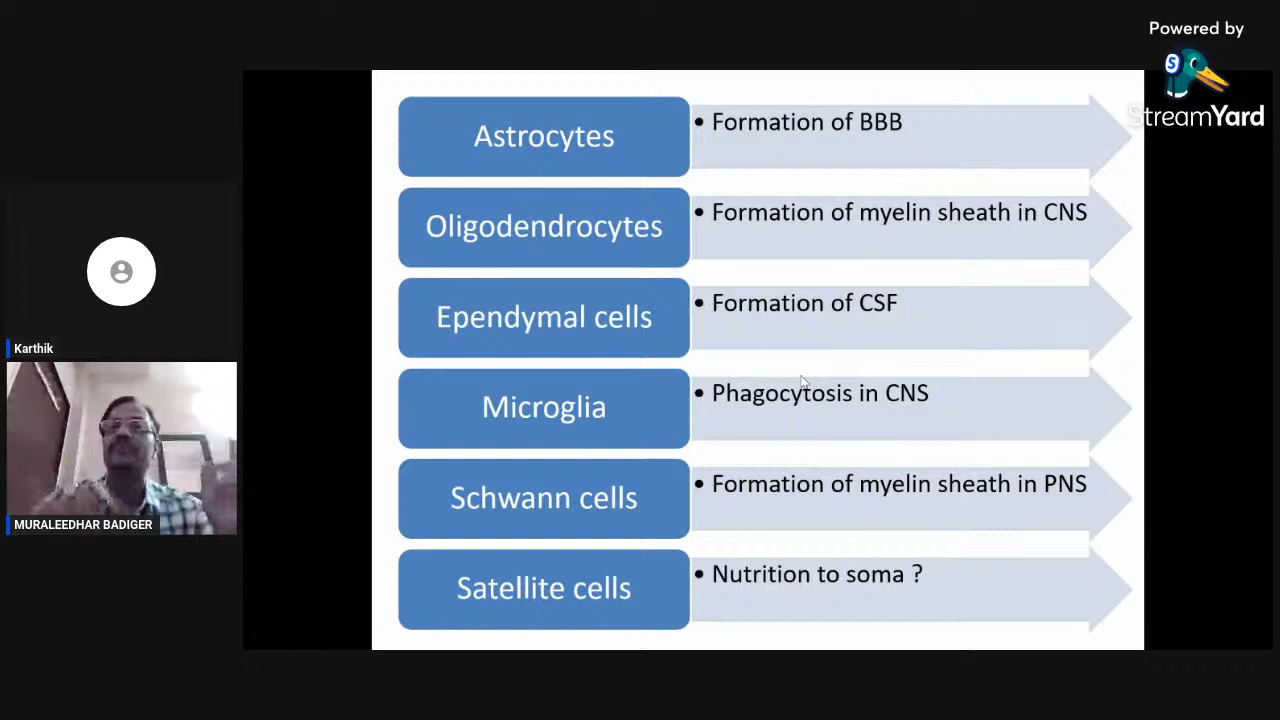 Powered by
S
StreamYard
Astrocytes
• Formation of BBB
Oligodendrocytes
• Formation of myelin sheath in CNS
Ependymal cells
• Formation of CSF
Microglia
• Phagocytosis in CNS
Schwann cells
• Formation of myelin sheath in PNS
Satellite cells
• Nutrition to soma ?
Karthik
MURALEEDHAR BADIGER